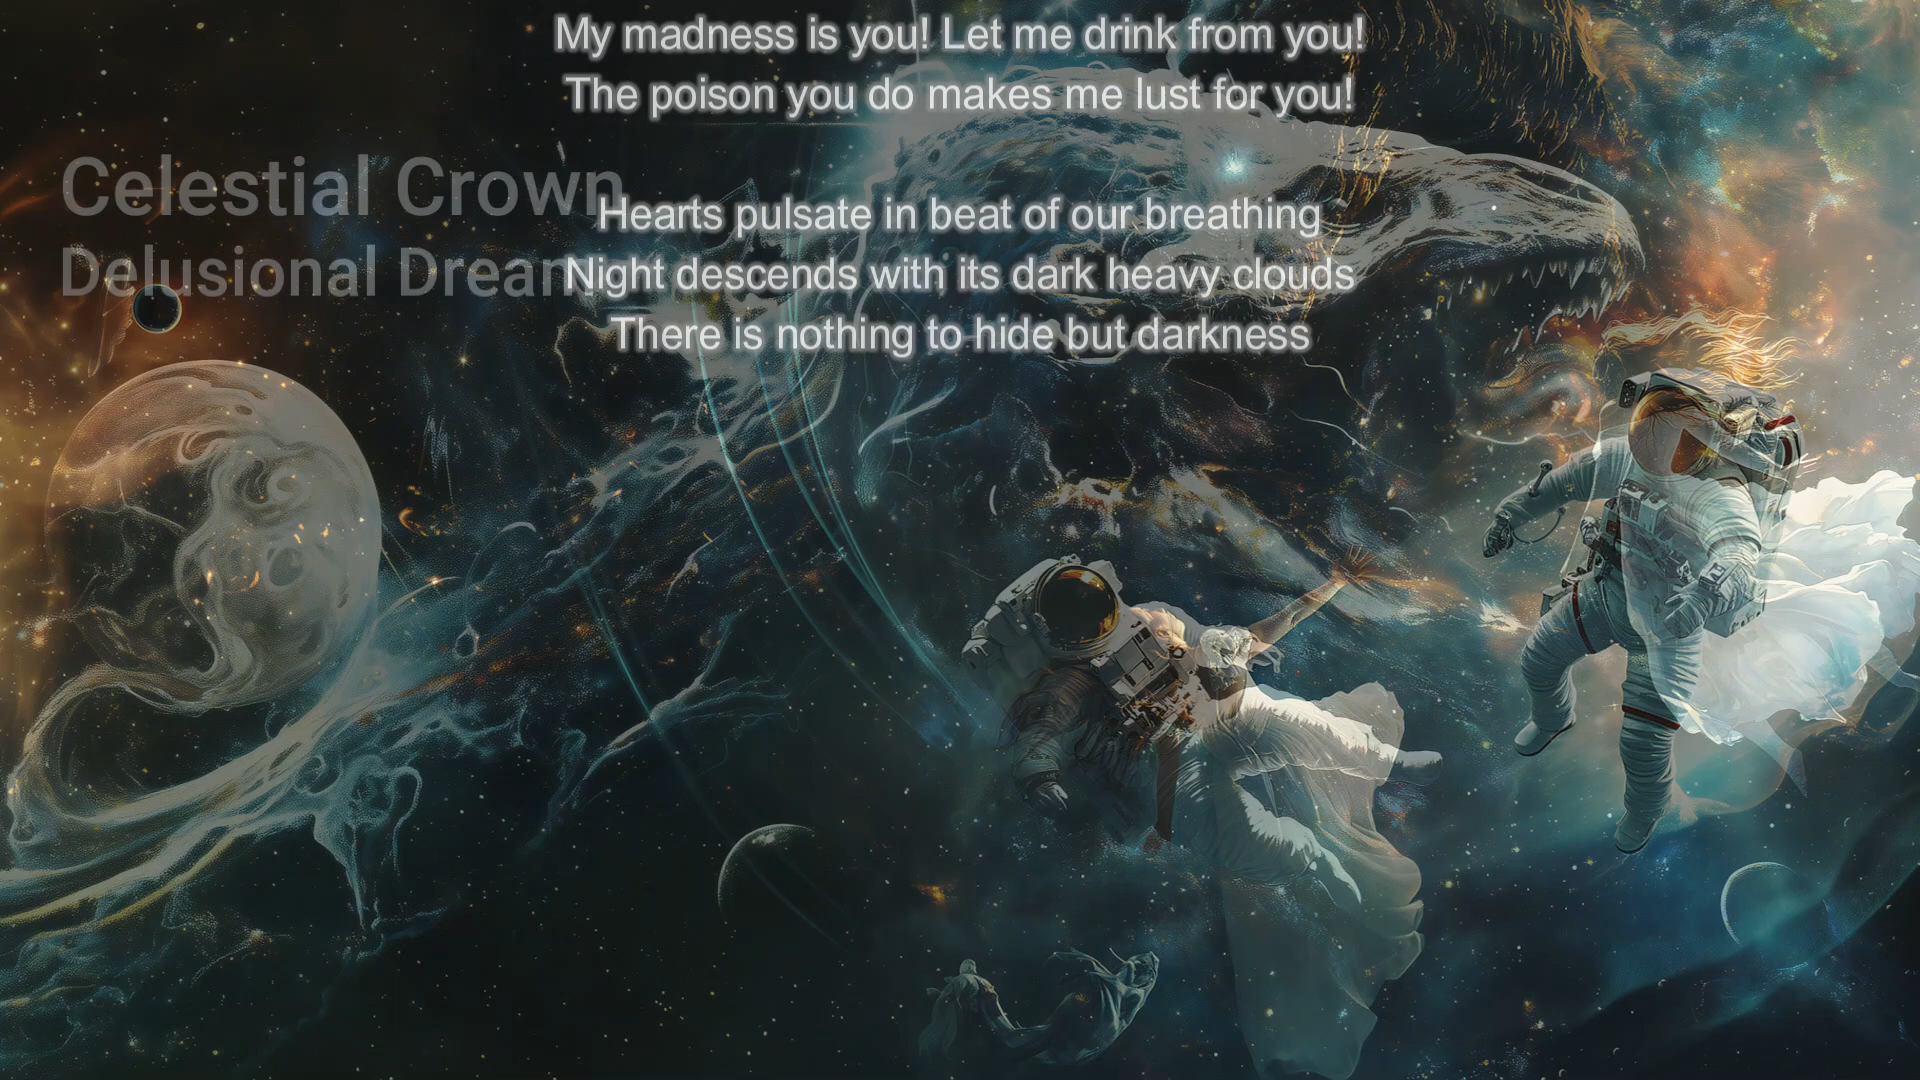 My madness is you! Let me drink from you!
The poison you do makes me lust for you!
Celestial Crown
Delusional Dream
Hearts pulsate in beat of our breathing
Night descends with its dark heavy clouds
There is nothing to hide but darkness